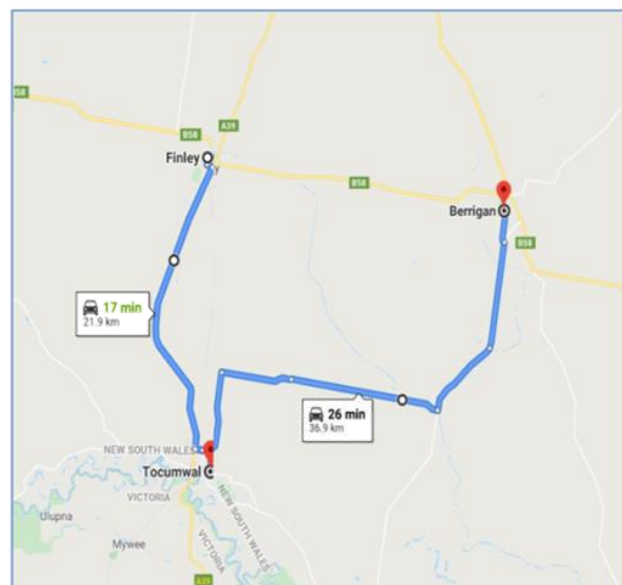 B58
A39
B58
Finley
Y
B58
Berrigan
B58
17 min
21.9 km
26 min
36.9 km
NEW SOUTH WALES
Tocumwal
VICTORIA
NEW SOUTH WALES
Ulupna
Mywee
VICTORIA
A39